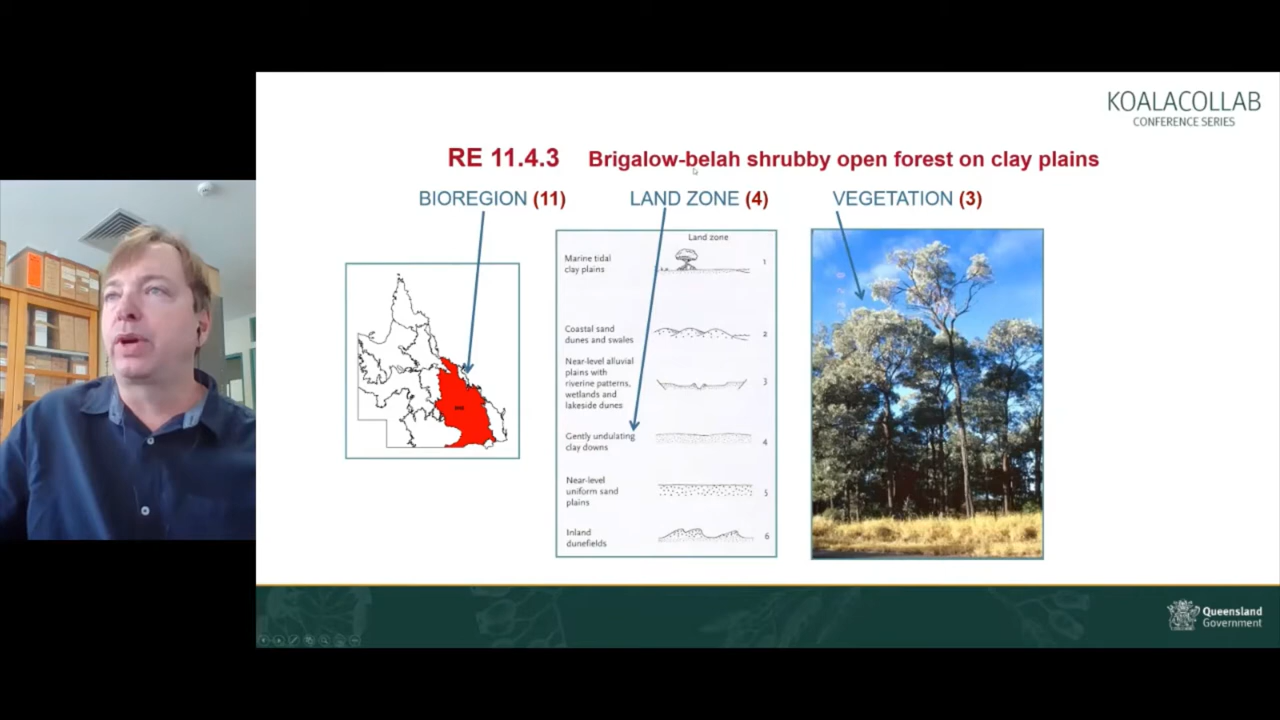 KOALACOLLAB
CONFERENCE SERIES
RE 11.4.3 Brigalow-belah shrubby open forest on clay plains
BIOREGION (11) LAND ZONE (4) VEGETATION (3)
Land zone
Marine tidal
clay plains
1
Coastal sand
dunes and swales
2
Near-level alluvial
plains with
riverine patterns,
wetlands and
lakeside dunes
3
Gently undulating
clay downs
4
Near-level
uniform sand
plains
5
Inland
dunefields
6
Queensland
Government